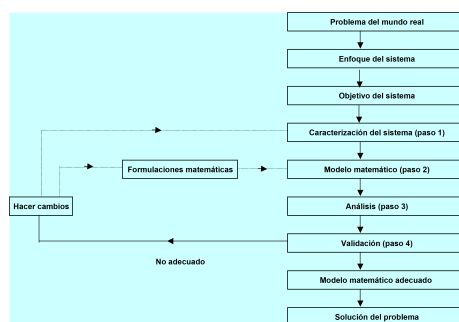 Problema del mundo real
Enfoque del sistema
Objetivo del sistema
Caracterización del sistema (paso 1)
Formulaciones matemáticas
Modelo matemático (paso 2)
Hacer cambios
Análisis (paso 3)
Validación (paso 4)
No adecuado
Modelo matemático adecuado
Solución del problema